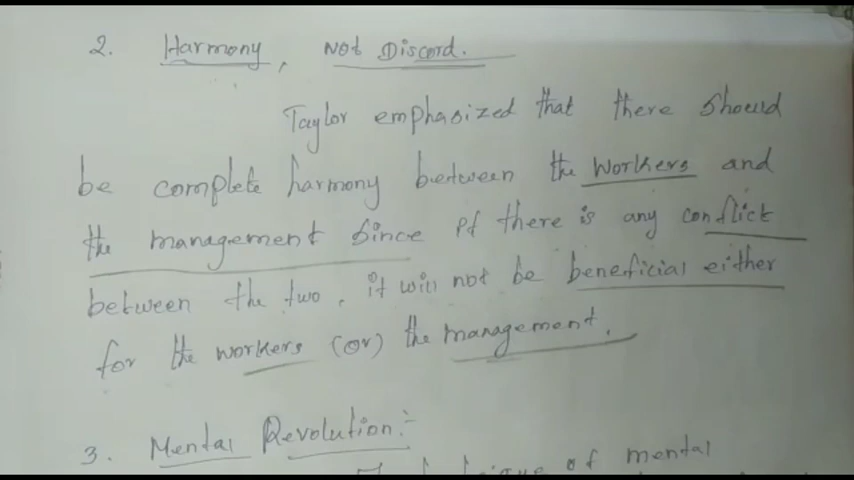 2. Harmony, Not Discord.
Taylor emphasized that there should
be complete harmony between the workers and
the management since if there is any conflict
between the two, it will not be beneficial either
for the workers (or) the management.
3. Mental Revolution:-
of mental